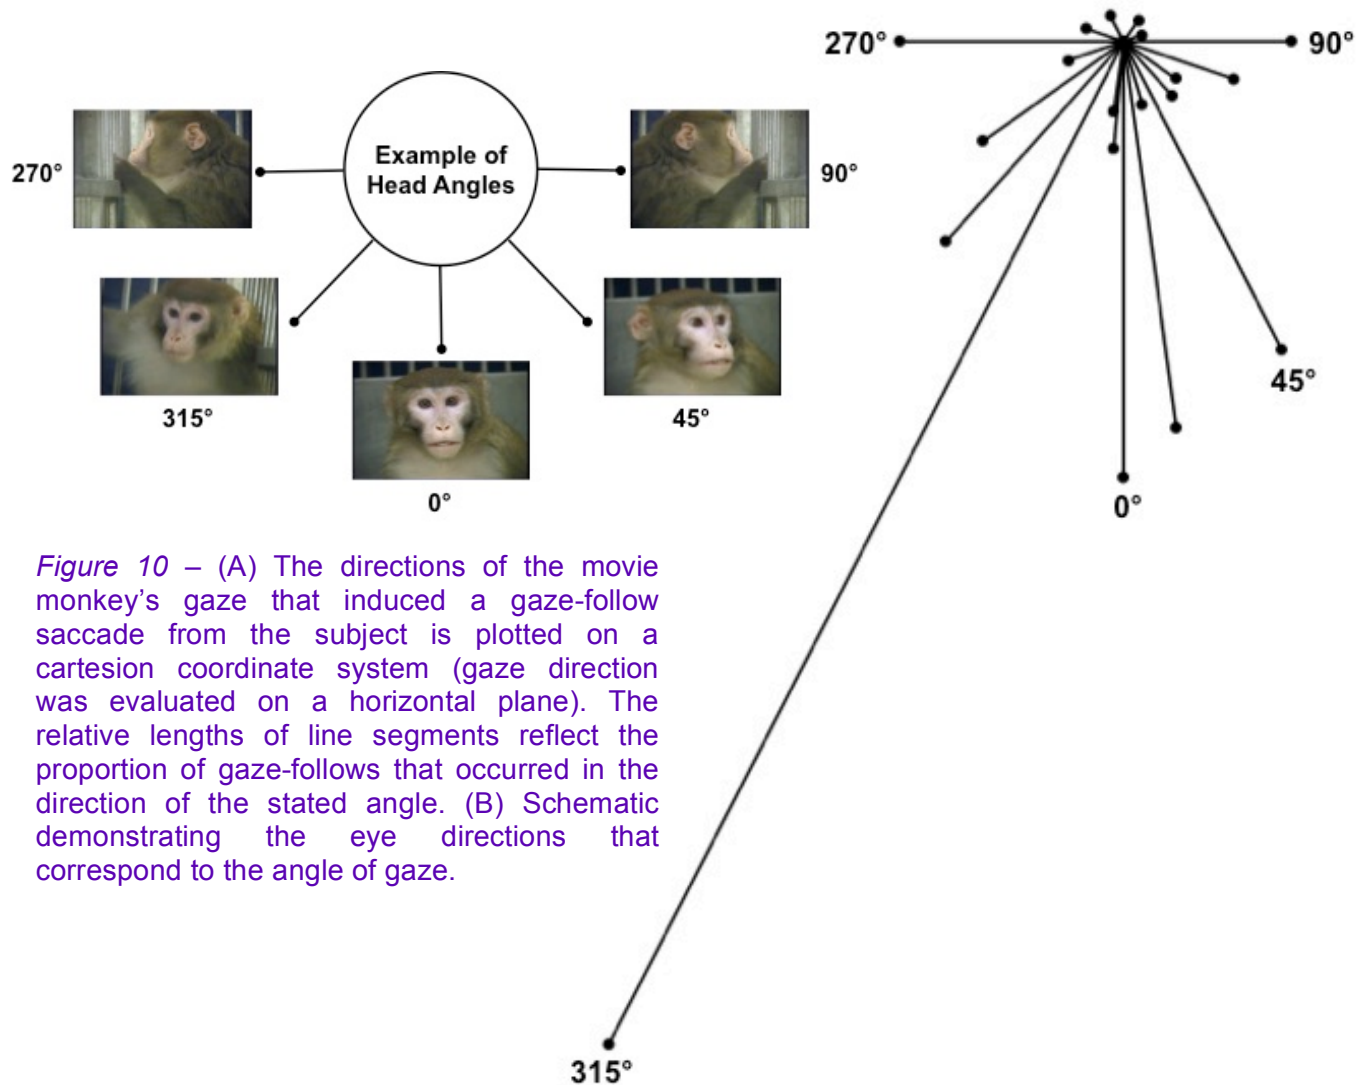 270°
90°
Example of
Head Angles
270°
90°
315°
45°
0°
45°
0°
Figure 10 – (A) The directions of the movie
monkey's gaze that induced a gaze-follow
saccade from the subject is plotted on a
cartesion coordinate system (gaze direction
was evaluated on a horizontal plane). The
relative lengths of line segments reflect the
proportion of gaze-follows that occurred in the
direction of the stated angle. (B) Schematic
demonstrating the eye directions that
correspond to the angle of gaze.
315°